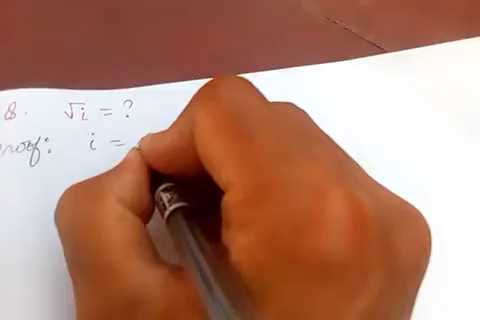 8. √i = ?
roof: i =